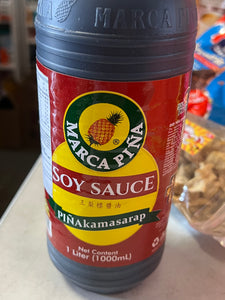 MARCA PIÑA
MARCA PIÑA
SOY SAUCE
PIÑAkamasarap
Net Content
1 Liter (1000mL)